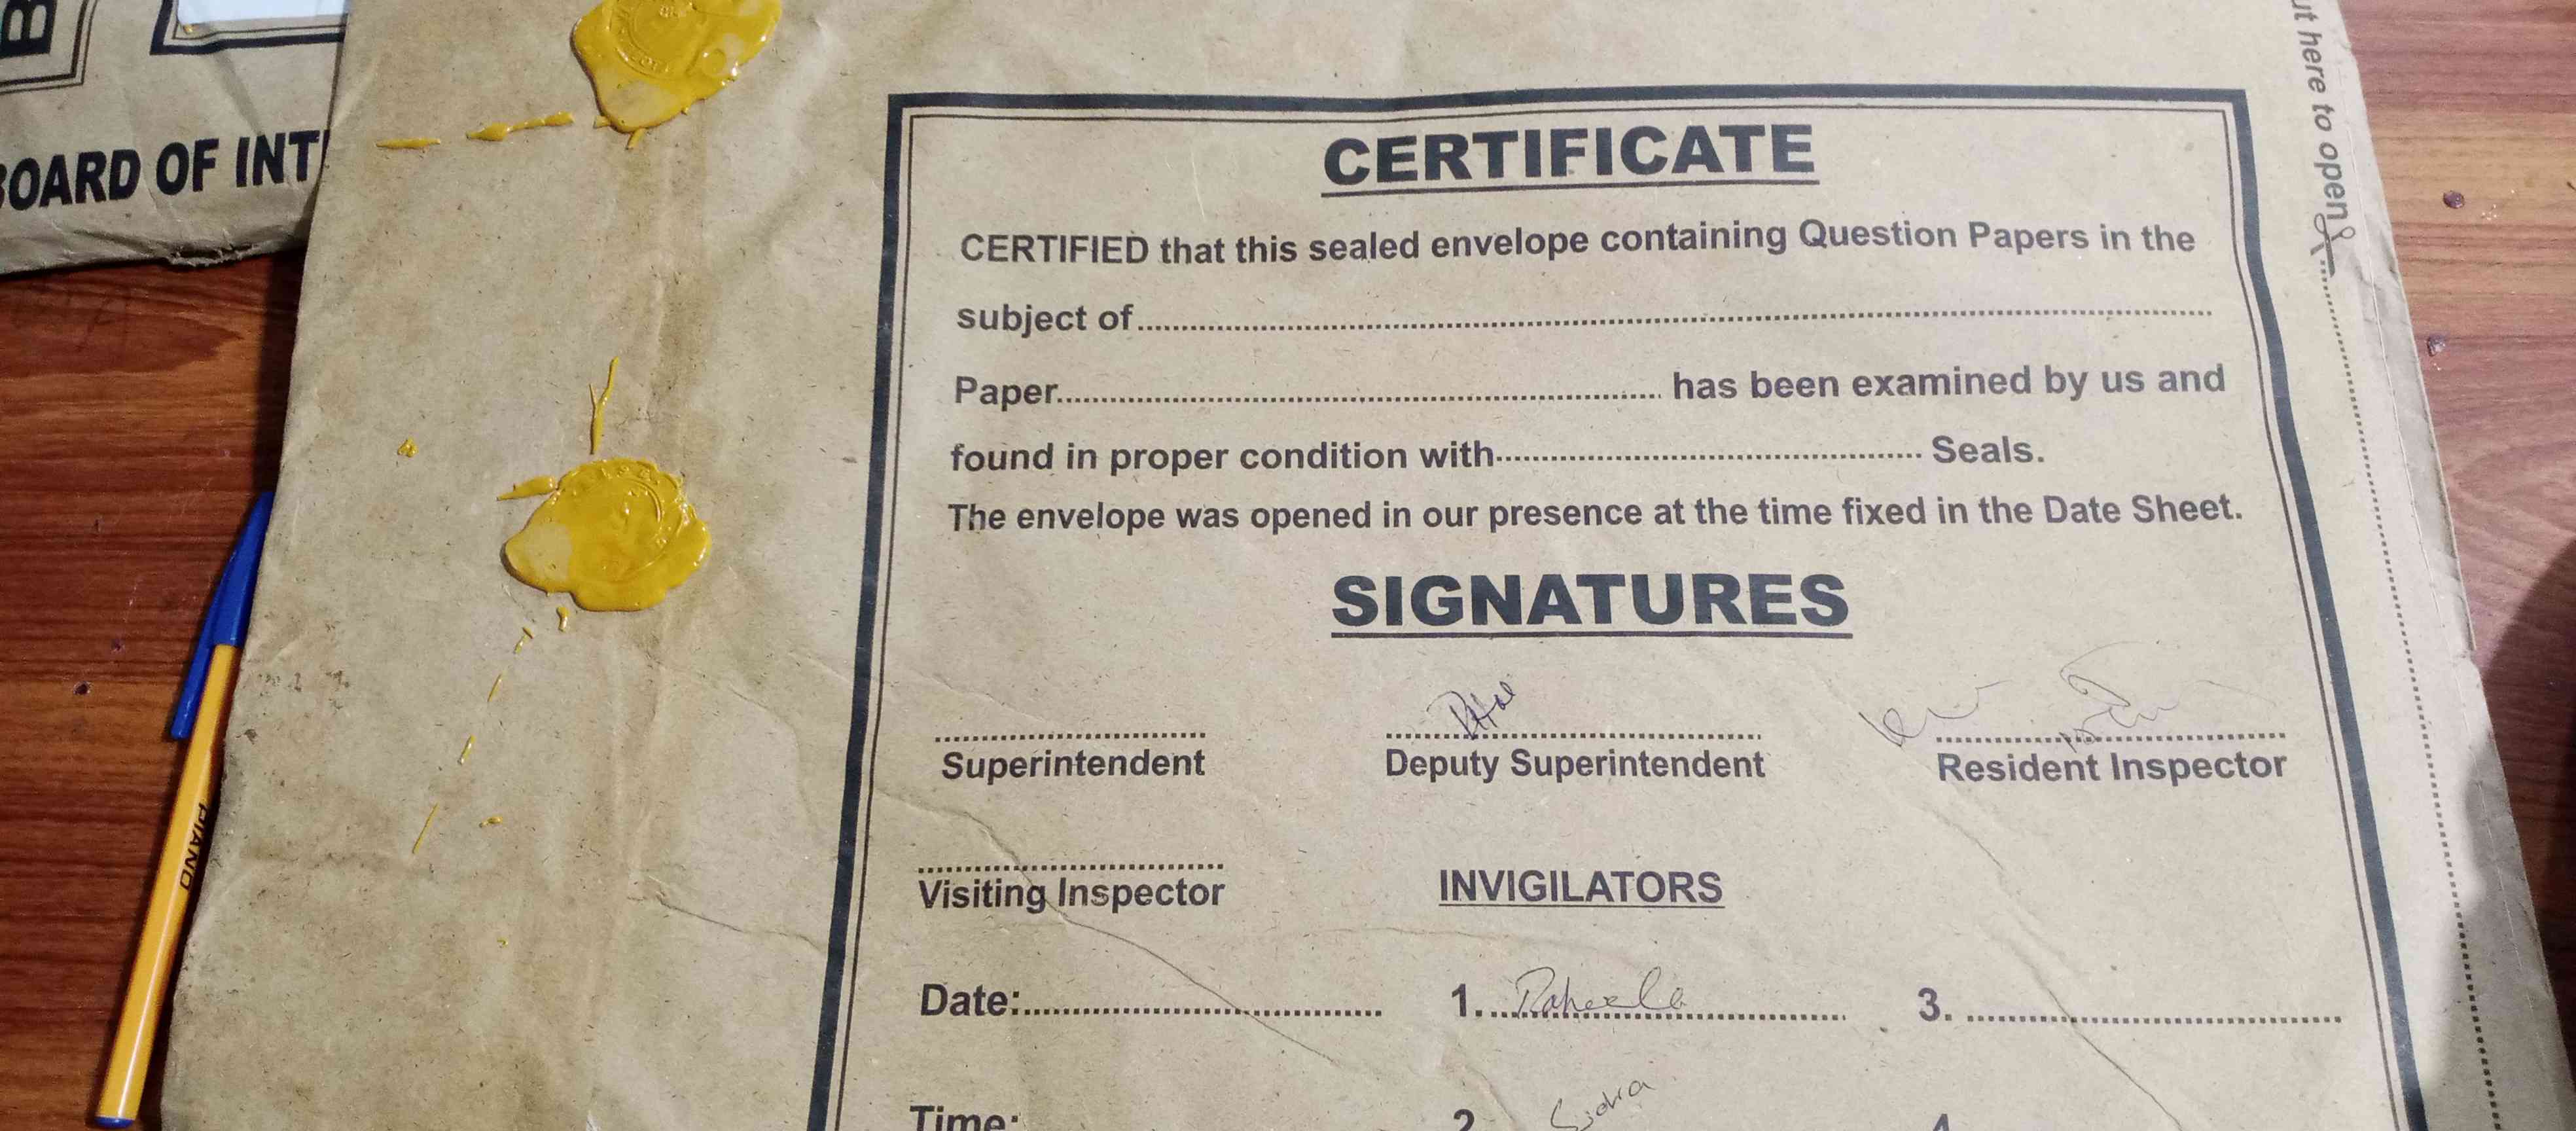 BOARD OF INT
ut here to open
CERTIFICATE
CERTIFIED that this sealed envelope containing Question Papers in the
subject of
Paper has been examined by us and
found in proper condition with Seals.
The envelope was opened in our presence at the time fixed in the Date Sheet.
SIGNATURES
Superintendent Deputy Superintendent Resident Inspector
Visiting Inspector INVIGILATORS
Date: 1. Raheela 3.
Time: 2 Sidra 4
PIANO